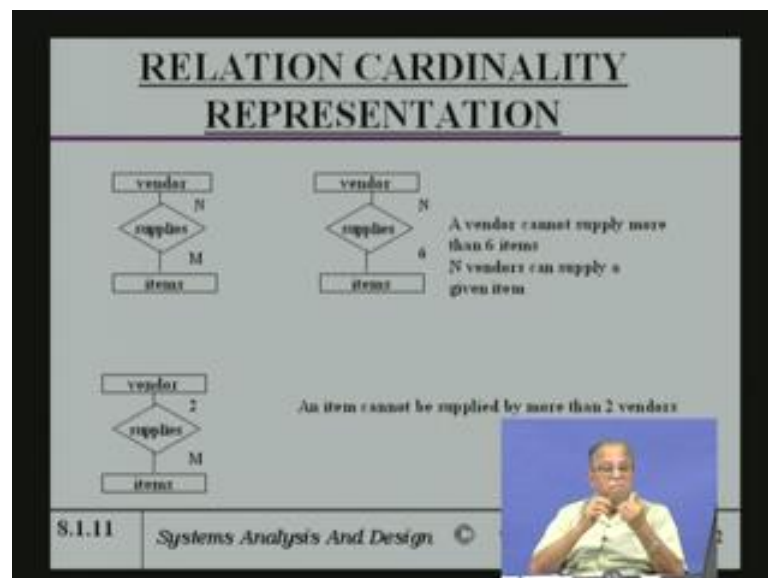 RELATION CARDINALITY
REPRESENTATION
vendor
N
supplies
M
items
vendor
N
supplies
6
items
A vendor cannot supply more
than 6 items
N vendors can supply a
given item
vendor
2
supplies
M
items
An item cannot be supplied by more than 2 vendors
8.1.11
Systems Analysis And Design ©
2